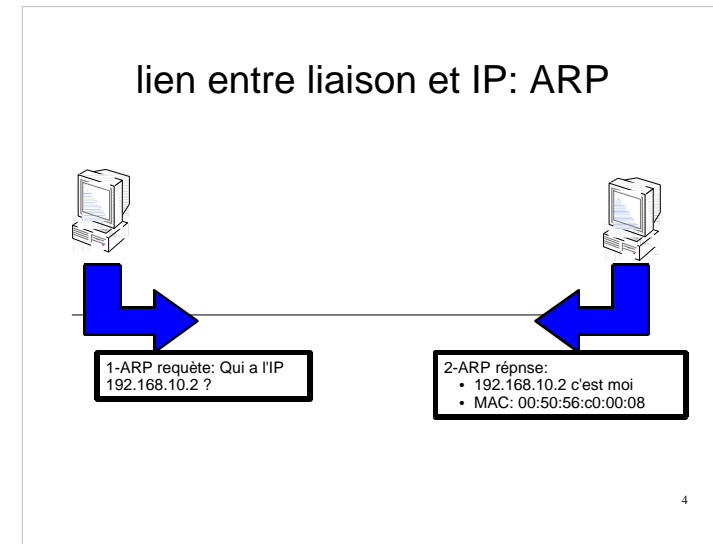 lien entre liaison et IP: ARP
1-ARP requète: Qui a l'IP
192.168.10.2 ?
2-ARP répnse:
• 192.168.10.2 c'est moi
• MAC: 00:50:56:c0:00:08
4